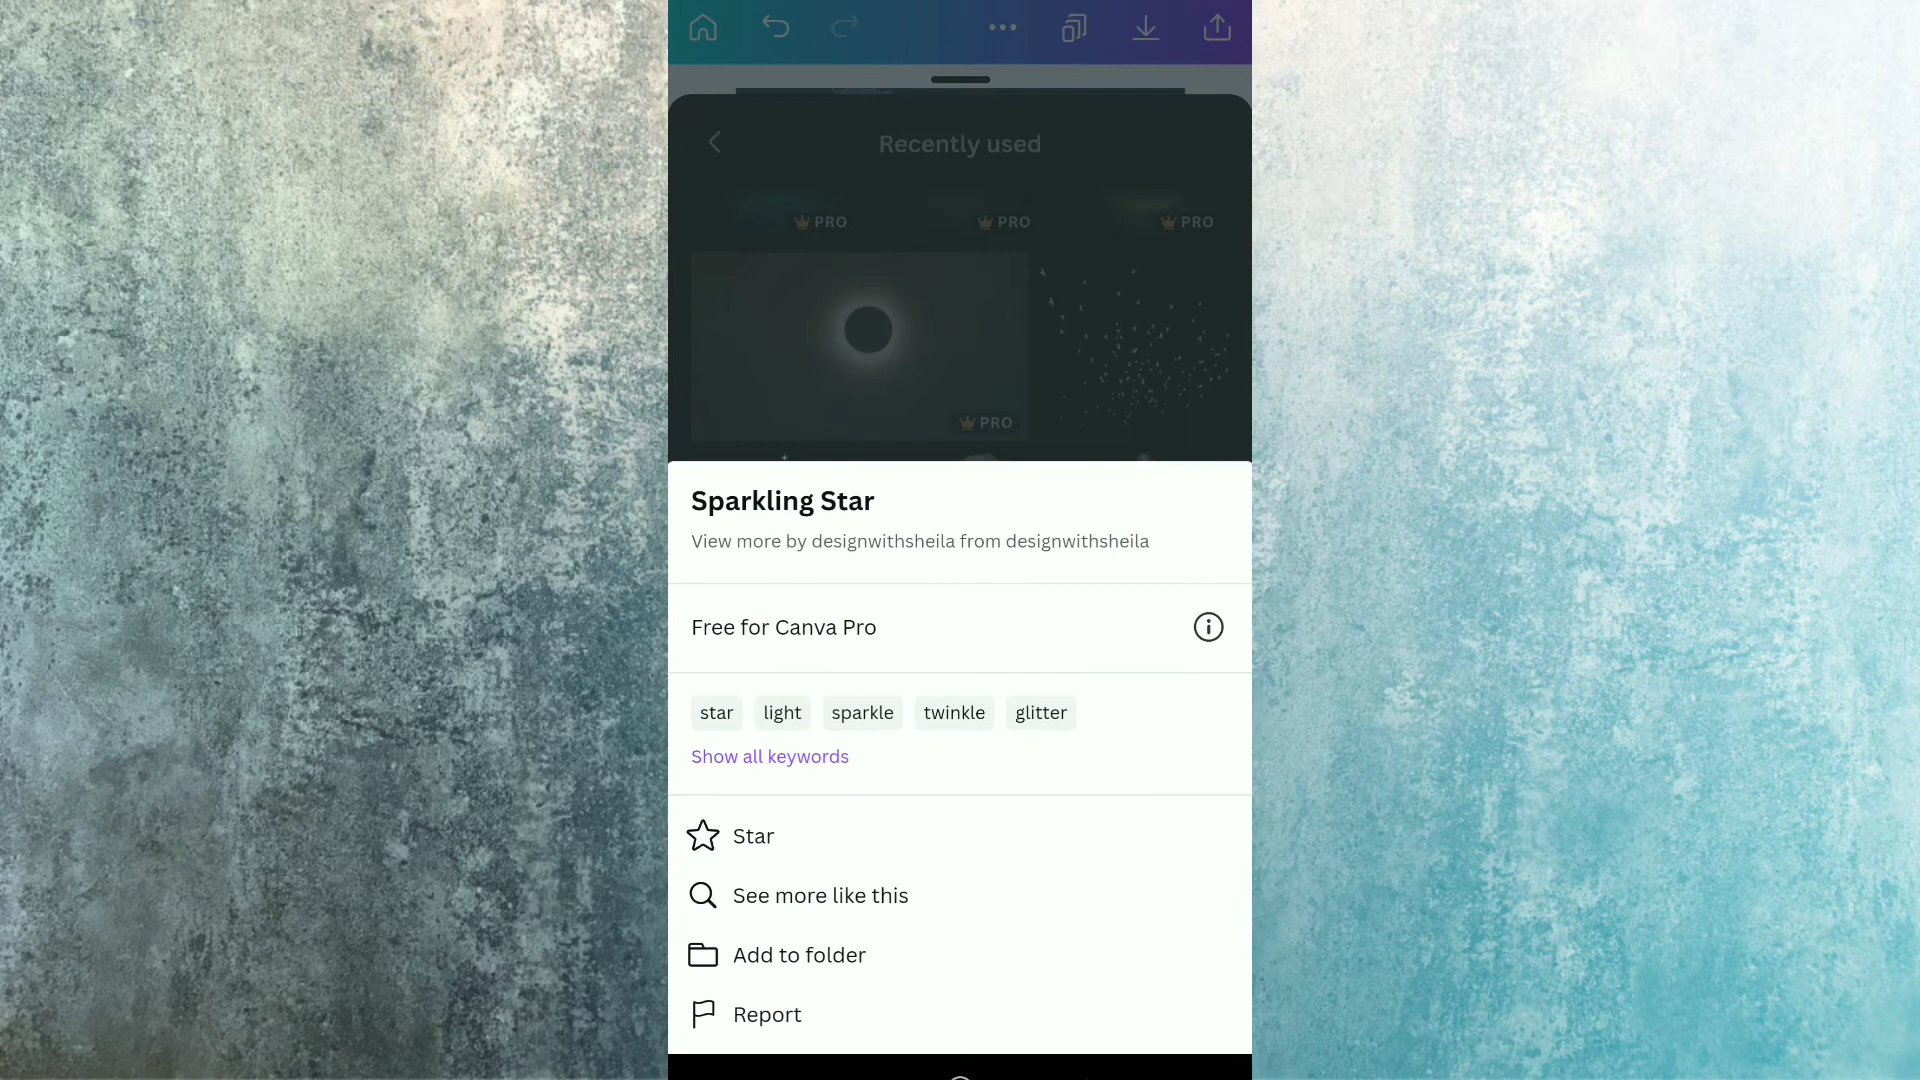 Recently used
PRO
PRO
PRO
PRO
Sparkling Star
View more by designwithsheila from designwithsheila
Free for Canva Pro
star
light
sparkle
twinkle
glitter
Show all keywords
Star
See more like this
Add to folder
Report